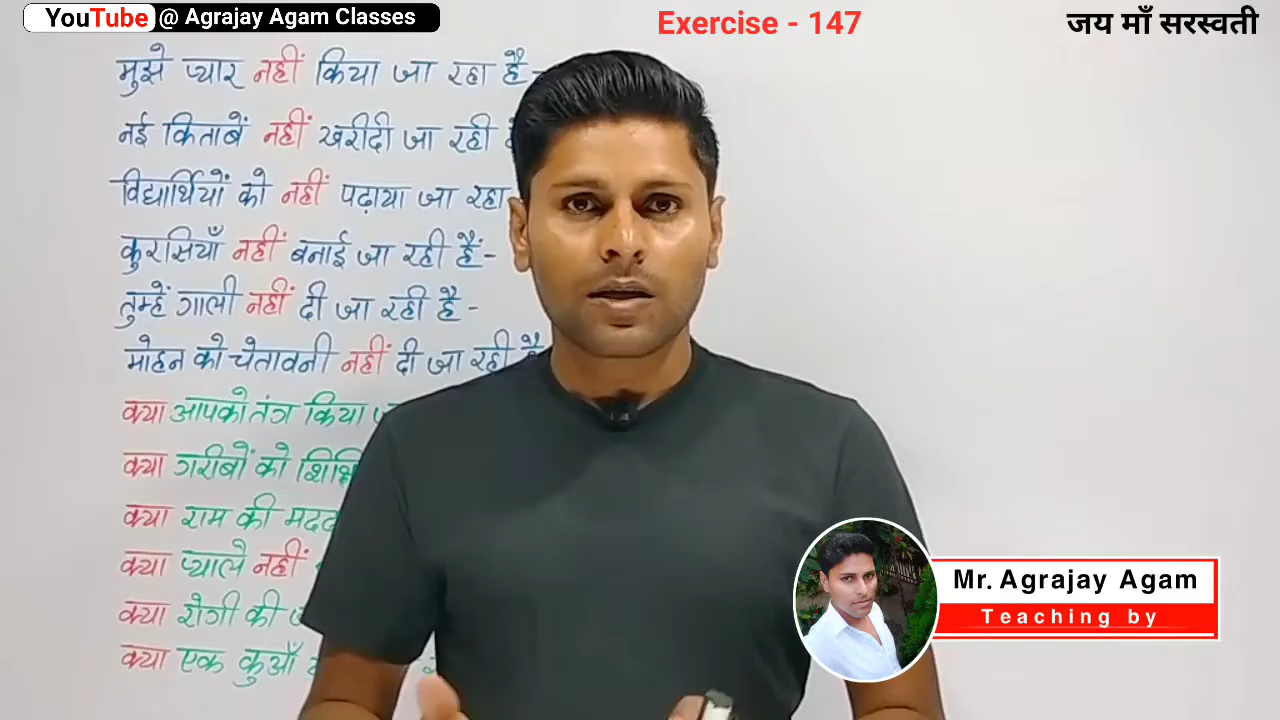 YouTube @ Agrajay Agam Classes
Exercise - 147
जय माँ सरस्वती
मुझे प्यार नहीं किया जा रहा है-
नई किताबें नहीं खरीदी जा रही
विद्यार्थियों को नहीं पढ़ाया जा रहा
कुरसियाँ नहीं बनाई जा रही हैं-
तुम्हें गाली नहीं दी जा रही है-
मोहन को चेतावनी नहीं दी जा रही है
क्या आपको तंग किया
क्या गरीबों को
क्या राम की मदद
क्या प्याले नहीं
क्या रोगी की
क्या एक कुआँ
Mr. Agrajay Agam
Teaching by